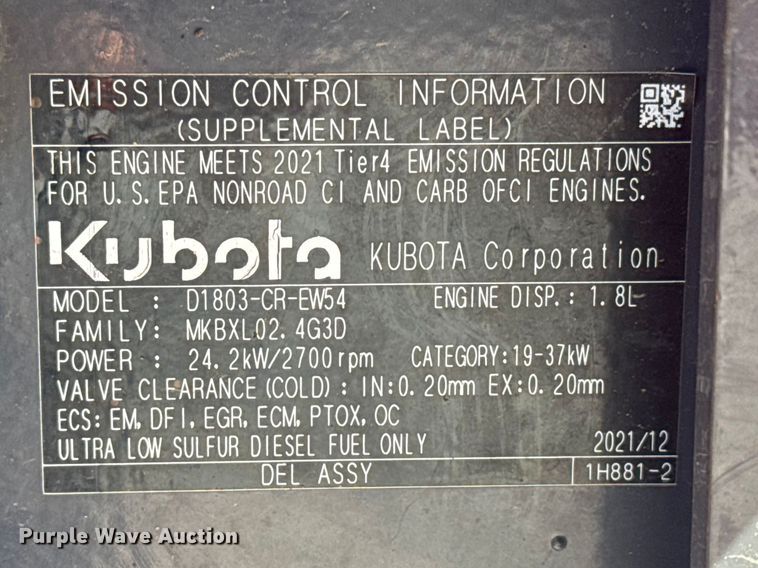 EMISSION CONTROL INFORMATION
(SUPPLEMENTAL LABEL)
THIS ENGINE MEETS 2021 Tier4 EMISSION REGULATIONS
FOR U.S.EPA NONROAD CI AND CARB OFCI ENGINES.
Kubota KUBOTA Corporation
MODEL : D1803-CR-EW54 ENGINE DISP.: 1.8L
FAMILY: MKBXL02.4G3D
POWER : 24.2kW/2700rpm CATEGORY:19-37kW
VALVE CLEARANCE(COLD): IN:0.20mm EX:0.20mm
ECS: EM, DFI, EGR, ECM, PTOX, OC
ULTRA LOW SULFUR DIESEL FUEL ONLY 2021/12
DEL ASSY 1H881-2
Purple Wave Auction